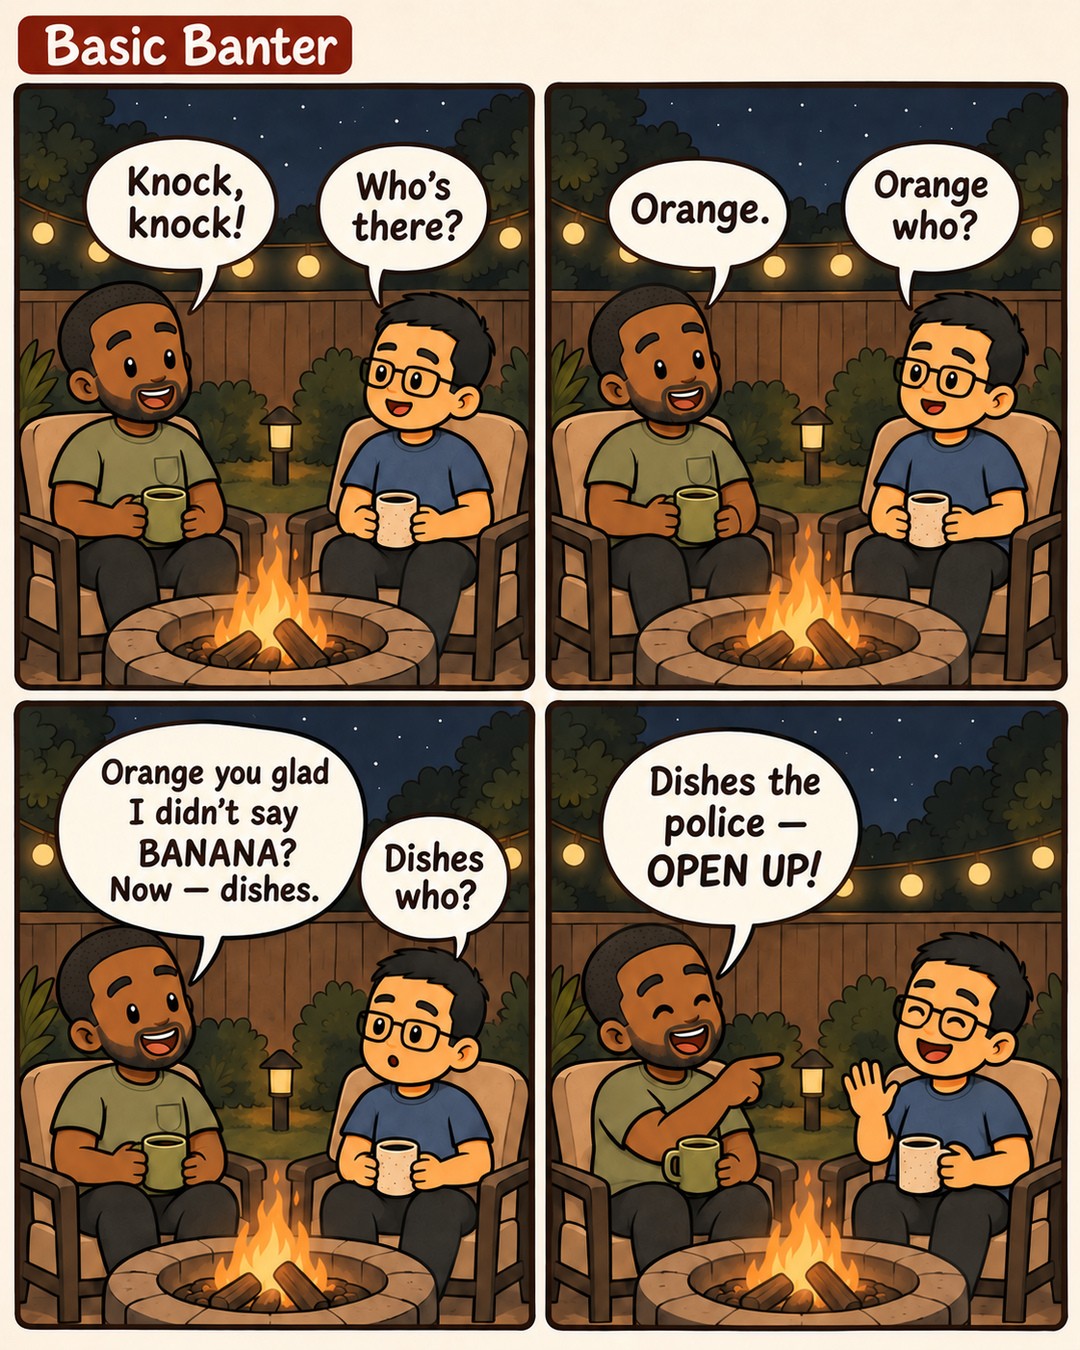 Basic Banter
Knock,
knock!
Who's
there?
Orange.
Orange
who?
Orange you glad
I didn't say
BANANA?
Now — dishes.
Dishes
who?
Dishes the
police —
OPEN UP!